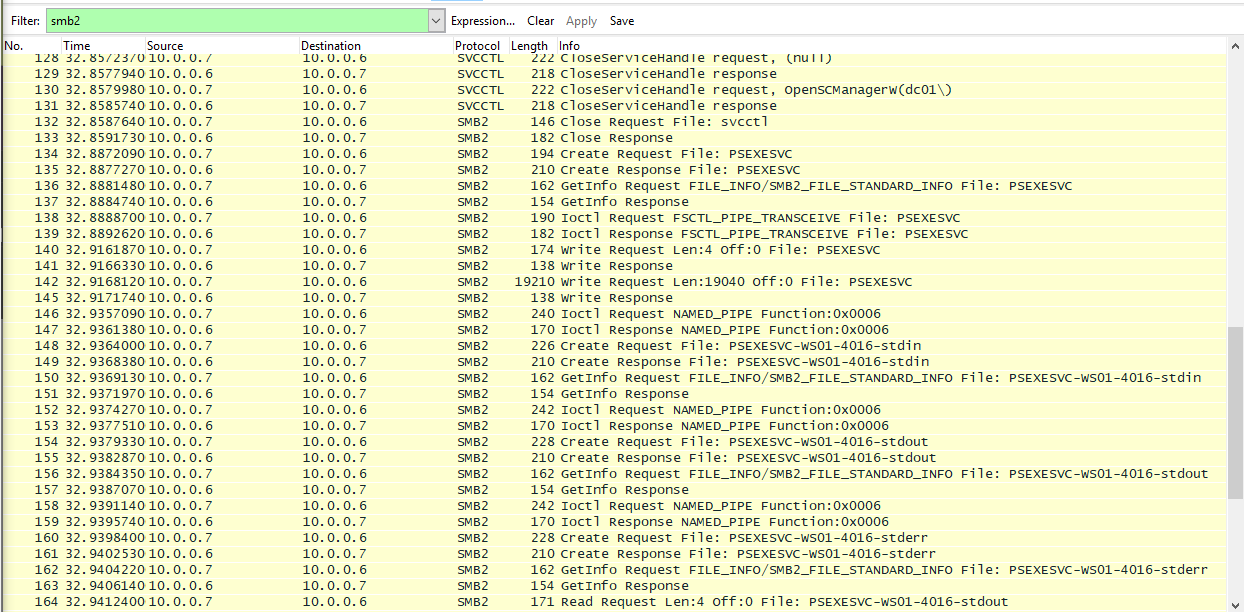 Filter: smb2 Expression... Clear Apply Save
No. Time Source Destination Protocol Length Info
128 32.8572370 10.0.0.7 10.0.0.6 SVCCTL 222 CloseServiceHandle request, (null)
129 32.8577940 10.0.0.6 10.0.0.7 SVCCTL 218 CloseServiceHandle response
130 32.8579980 10.0.0.7 10.0.0.6 SVCCTL 222 CloseServiceHandle request, OpenSCManagerW(dc01\)
131 32.8585740 10.0.0.6 10.0.0.7 SVCCTL 218 CloseServiceHandle response
132 32.8587640 10.0.0.7 10.0.0.6 SMB2 146 Close Request File: svcctl
133 32.8591730 10.0.0.6 10.0.0.7 SMB2 182 Close Response
134 32.8872090 10.0.0.7 10.0.0.6 SMB2 194 Create Request File: PSEXESVC
135 32.8877270 10.0.0.6 10.0.0.7 SMB2 210 Create Response File: PSEXESVC
136 32.8881480 10.0.0.7 10.0.0.6 SMB2 162 GetInfo Request FILE_INFO/SMB2_FILE_STANDARD_INFO File: PSEXESVC
137 32.8884740 10.0.0.6 10.0.0.7 SMB2 154 GetInfo Response
138 32.8888700 10.0.0.7 10.0.0.6 SMB2 190 Ioctl Request FSCTL_PIPE_TRANSCEIVE File: PSEXESVC
139 32.8892620 10.0.0.6 10.0.0.7 SMB2 182 Ioctl Response FSCTL_PIPE_TRANSCEIVE File: PSEXESVC
140 32.9161870 10.0.0.7 10.0.0.6 SMB2 174 Write Request Len:4 Off:0 File: PSEXESVC
141 32.9166330 10.0.0.6 10.0.0.7 SMB2 138 Write Response
142 32.9168120 10.0.0.7 10.0.0.6 SMB2 19210 Write Request Len:19040 Off:0 File: PSEXESVC
145 32.9171740 10.0.0.6 10.0.0.7 SMB2 138 Write Response
146 32.9357090 10.0.0.7 10.0.0.6 SMB2 240 Ioctl Request NAMED_PIPE Function:0x0006
147 32.9361380 10.0.0.6 10.0.0.7 SMB2 170 Ioctl Response NAMED_PIPE Function:0x0006
148 32.9364000 10.0.0.7 10.0.0.6 SMB2 226 Create Request File: PSEXESVC-WS01-4016-stdin
149 32.9368380 10.0.0.6 10.0.0.7 SMB2 210 Create Response File: PSEXESVC-WS01-4016-stdin
150 32.9369130 10.0.0.7 10.0.0.6 SMB2 162 GetInfo Request FILE_INFO/SMB2_FILE_STANDARD_INFO File: PSEXESVC-WS01-4016-stdin
151 32.9371970 10.0.0.6 10.0.0.7 SMB2 154 GetInfo Response
152 32.9374270 10.0.0.7 10.0.0.6 SMB2 242 Ioctl Request NAMED_PIPE Function:0x0006
153 32.9377510 10.0.0.6 10.0.0.7 SMB2 170 Ioctl Response NAMED_PIPE Function:0x0006
154 32.9379330 10.0.0.7 10.0.0.6 SMB2 228 Create Request File: PSEXESVC-WS01-4016-stdout
155 32.9382870 10.0.0.6 10.0.0.7 SMB2 210 Create Response File: PSEXESVC-WS01-4016-stdout
156 32.9384350 10.0.0.7 10.0.0.6 SMB2 162 GetInfo Request FILE_INFO/SMB2_FILE_STANDARD_INFO File: PSEXESVC-WS01-4016-stdout
157 32.9387070 10.0.0.6 10.0.0.7 SMB2 154 GetInfo Response
158 32.9391140 10.0.0.7 10.0.0.6 SMB2 242 Ioctl Request NAMED_PIPE Function:0x0006
159 32.9395740 10.0.0.6 10.0.0.7 SMB2 170 Ioctl Response NAMED_PIPE Function:0x0006
160 32.9398400 10.0.0.7 10.0.0.6 SMB2 228 Create Request File: PSEXESVC-WS01-4016-stderr
161 32.9402530 10.0.0.6 10.0.0.7 SMB2 210 Create Response File: PSEXESVC-WS01-4016-stderr
162 32.9404220 10.0.0.7 10.0.0.6 SMB2 162 GetInfo Request FILE_INFO/SMB2_FILE_STANDARD_INFO File: PSEXESVC-WS01-4016-stderr
163 32.9406140 10.0.0.6 10.0.0.7 SMB2 154 GetInfo Response
164 32.9412400 10.0.0.7 10.0.0.6 SMB2 171 Read Request Len:4 Off:0 File: PSEXESVC-WS01-4016-stdout